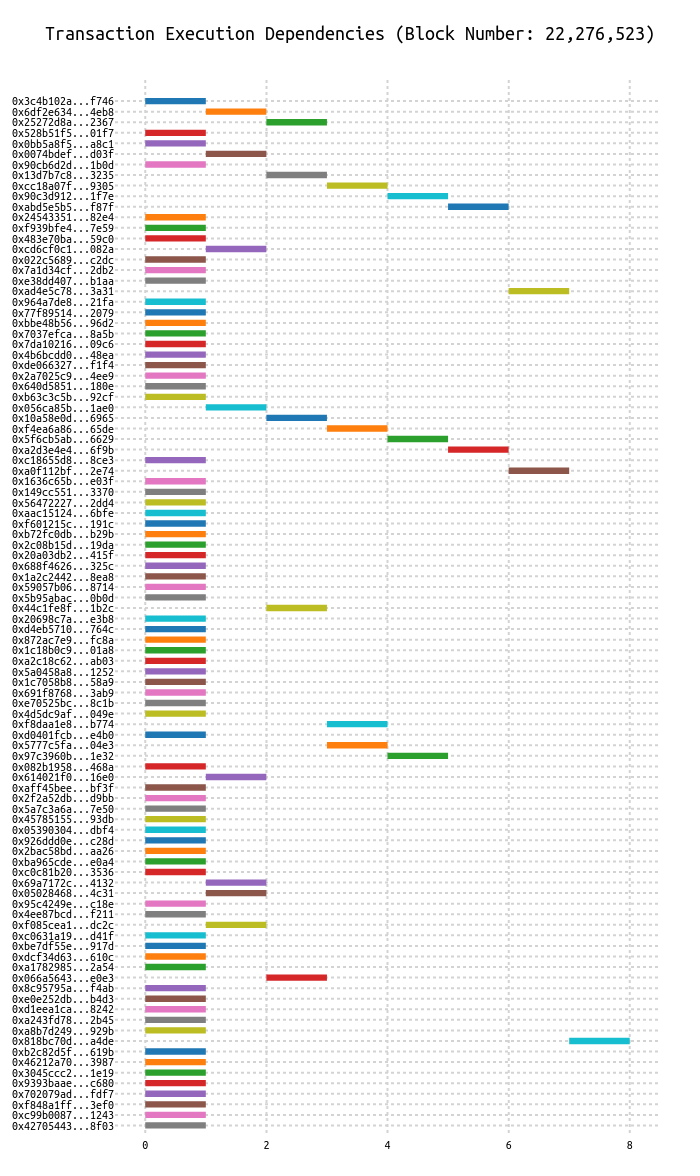 Transaction Execution Dependencies (Block Number: 22,276,523)
0x3c4b102a...f746
0x6df2e634...4eb8
0x25272d8a...2367
0x528b51f5...01f7
0x0bb5a8f5...a8c1
0x0074bdef...d03f
0x90cb6d2d...1b0d
0x13d7b7c8...3235
0xcc18a07f...9305
0x90c3d912...1f7e
0xabd5e5b5...f87f
0x24543351...82e4
0xf939bfe4...7e59
0x483e70ba...59c0
0xcd6cf0c1...082a
0x022c5689...c2dc
0x7a1d34cf...2db2
0xe38dd407...b1aa
0xad4e5c78...3a31
0x964a7de8...21fa
0x77f89514...2079
0xbbe48b56...96d2
0x7037efca...8a5b
0x7da10216...09c6
0x4b6bcdd0...48ea
0xde066327...f1f4
0x2a7025c9...4ee9
0x640d5851...180e
0xb63c3c5b...92cf
0x056ca85b...1ae0
0x10a58e0d...6965
0xf4ea6a86...65de
0x5f6cb5ab...6629
0xa2d3e4e4...6f9b
0xc18655d8...8ce3
0xa0f112bf...2e74
0x1636c65b...e03f
0x149cc551...3370
0x56472227...2dd4
0xaac15124...6bfe
0xf601215c...191c
0xb72fc0db...b29b
0x2c08b15d...19da
0x20a03db2...415f
0x688f4626...325c
0x1a2c2442...8ea8
0x59057b06...8714
0x5b95abac...0b0d
0x44c1fe8f...1b2c
0x20698c7a...e3b8
0xd4eb5710...764c
0x872ac7e9...fc8a
0x1c18b0c9...01a8
0xa2c18c62...ab03
0x5a0458a8...1252
0x1c7058b8...58a9
0x691f8768...3ab9
0xe70525bc...8c1b
0x4d5dc9af...049e
0xf8daa1e8...b774
0xd0401fcb...e4b0
0x5777c5fa...04e3
0x97c3960b...1e32
0x082b1958...468a
0x614021f0...16e0
0xaff45bee...bf3f
0x2f2a52db...d9bb
0x5a7c3a6a...7e50
0x45785155...93db
0x05390304...dbf4
0x926ddd0e...c28d
0x2bac58bd...aa26
0xba965cde...e0a4
0xc0c81b20...3536
0x69a7172c...4132
0x05028468...4c31
0x95c4249e...c18e
0x4ee87bcd...f211
0xf085cea1...dc2c
0xc0631a19...d41f
0xbe7df55e...917d
0xdcf34d63...610c
0xa1782985...2a54
0x066a5643...e0e3
0x8c95795a...f4ab
0xe0e252db...b4d3
0xd1eea1ca...8242
0xa243fd78...2b45
0xa8b7d249...929b
0x818bc70d...a4de
0xb2c82d5f...619b
0x46212a70...3987
0x3045ccc2...1e19
0x9393baae...c680
0x702079ad...fdf7
0xf848a1ff...3ef0
0xc99b0087...1243
0x42705443...8f03
0 2 4 6 8